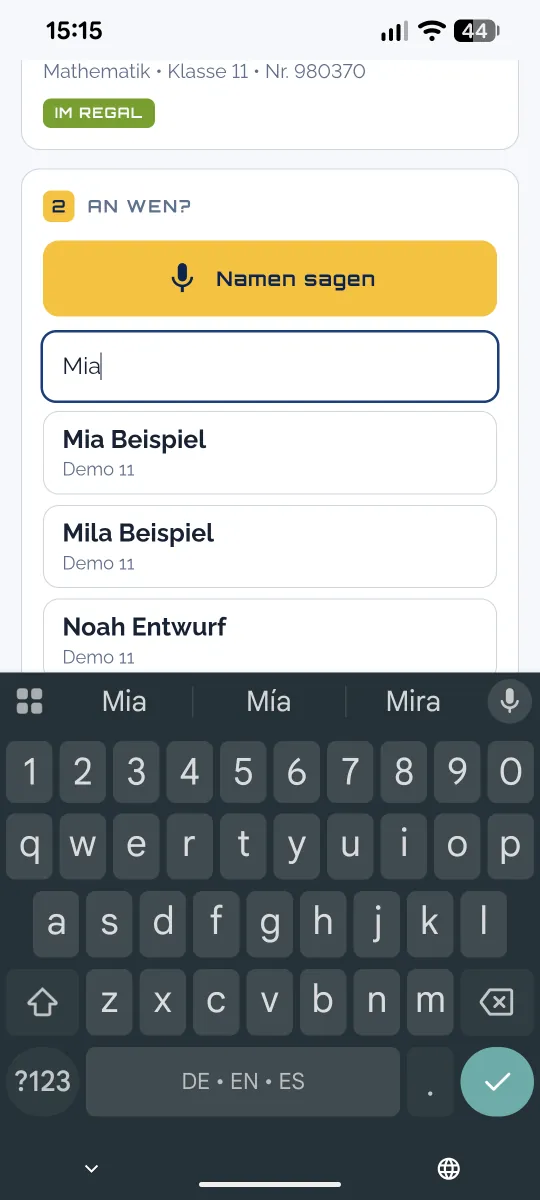 15:15
44
Mathematik • Klasse 11 • Nr. 980370
IM REGAL
2 AN WEN?
Namen sagen
Mia
Mia Beispiel
Demo 11
Mila Beispiel
Demo 11
Noah Entwurf
Demo 11
Mia Mía Mira
1 2 3 4 5 6 7 8 9 0
q w e r t y u i o p
a s d f g h j k l
z x c v b n m
?123 DE • EN • ES .